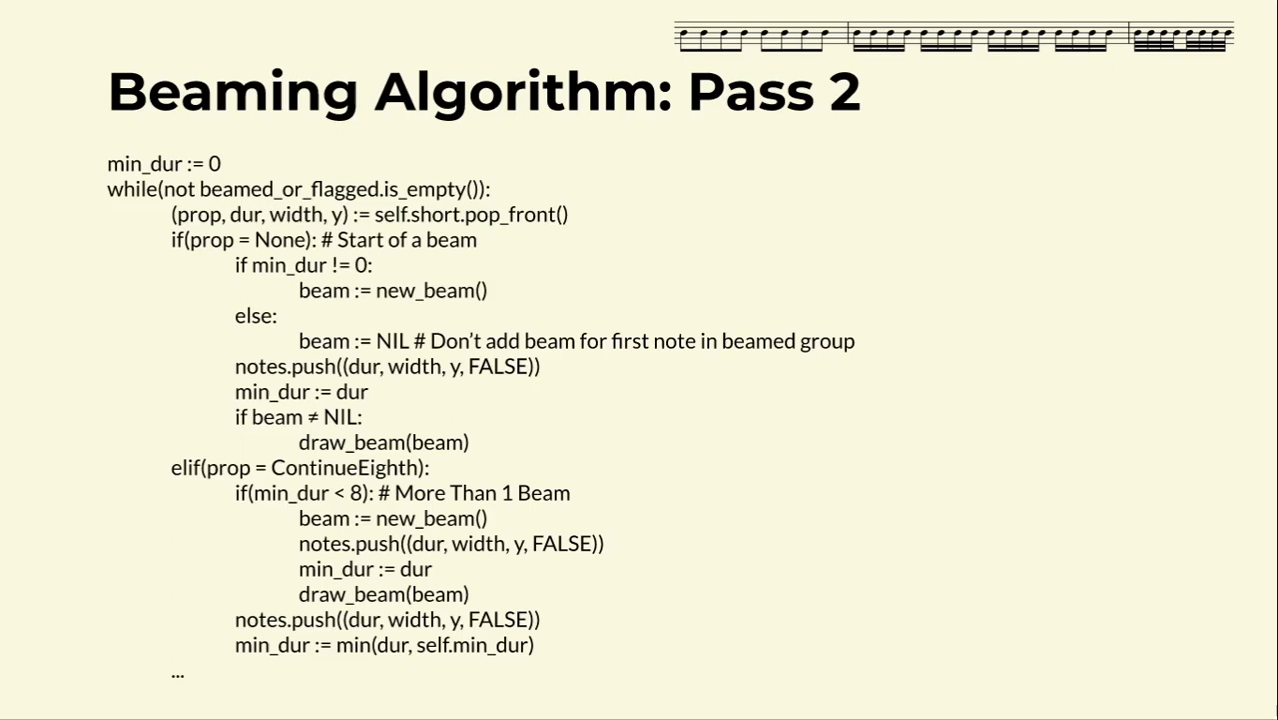 Beaming Algorithm: Pass 2
min_dur := 0
while(not beamed_or_flagged.is_empty()):
(prop, dur, width, y) := self.short.pop_front()
if(prop = None): # Start of a beam
if min_dur != 0:
beam := new_beam()
else:
beam := NIL # Don’t add beam for first note in beamed group
notes.push((dur, width, y, FALSE))
min_dur := dur
if beam ≠ NIL:
draw_beam(beam)
elif(prop = ContinueEighth):
if(min_dur < 8): # More Than 1 Beam
beam := new_beam()
notes.push((dur, width, y, FALSE))
min_dur := dur
draw_beam(beam)
notes.push((dur, width, y, FALSE))
min_dur := min(dur, self.min_dur)
...